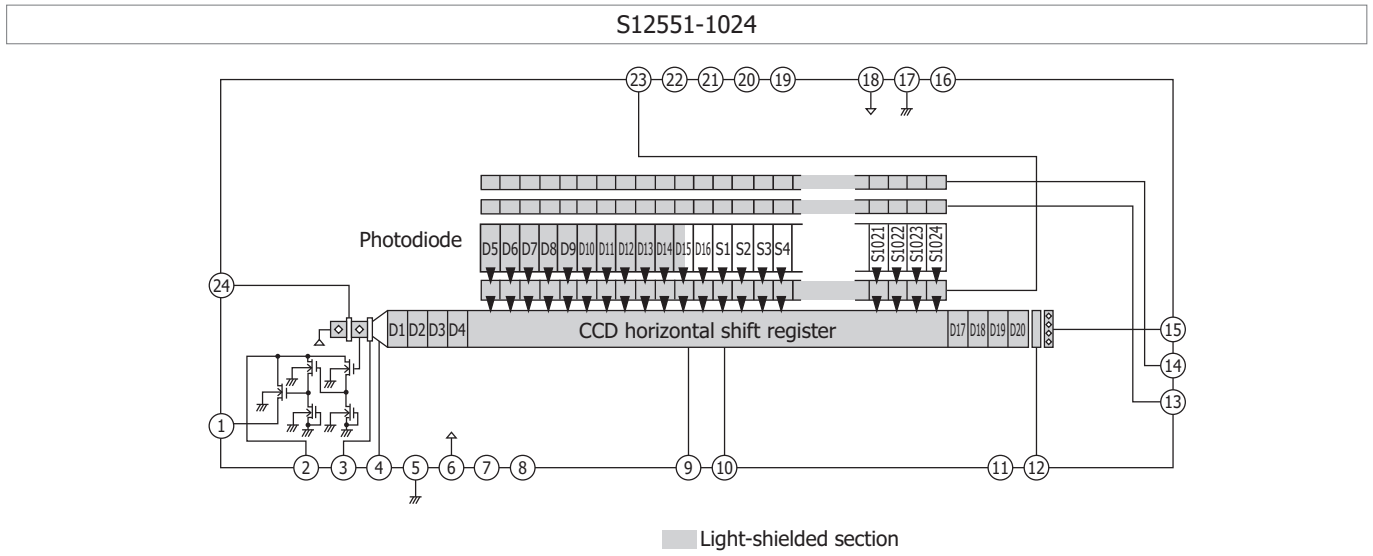 S12551-1024
23 22 21 20 19 18 17 16
Photodiode
D5 D6 D7 D8 D9 D10 D11 D12 D13 D14 D15 D16 S1 S2 S3 S4 S1021 S1022 S1023 S1024
24
D1 D2 D3 D4 CCD horizontal shift register D17 D18 D19 D20
15
14
13
1
2 3 4 5 6 7 8 9 10 11 12
Light-shielded section